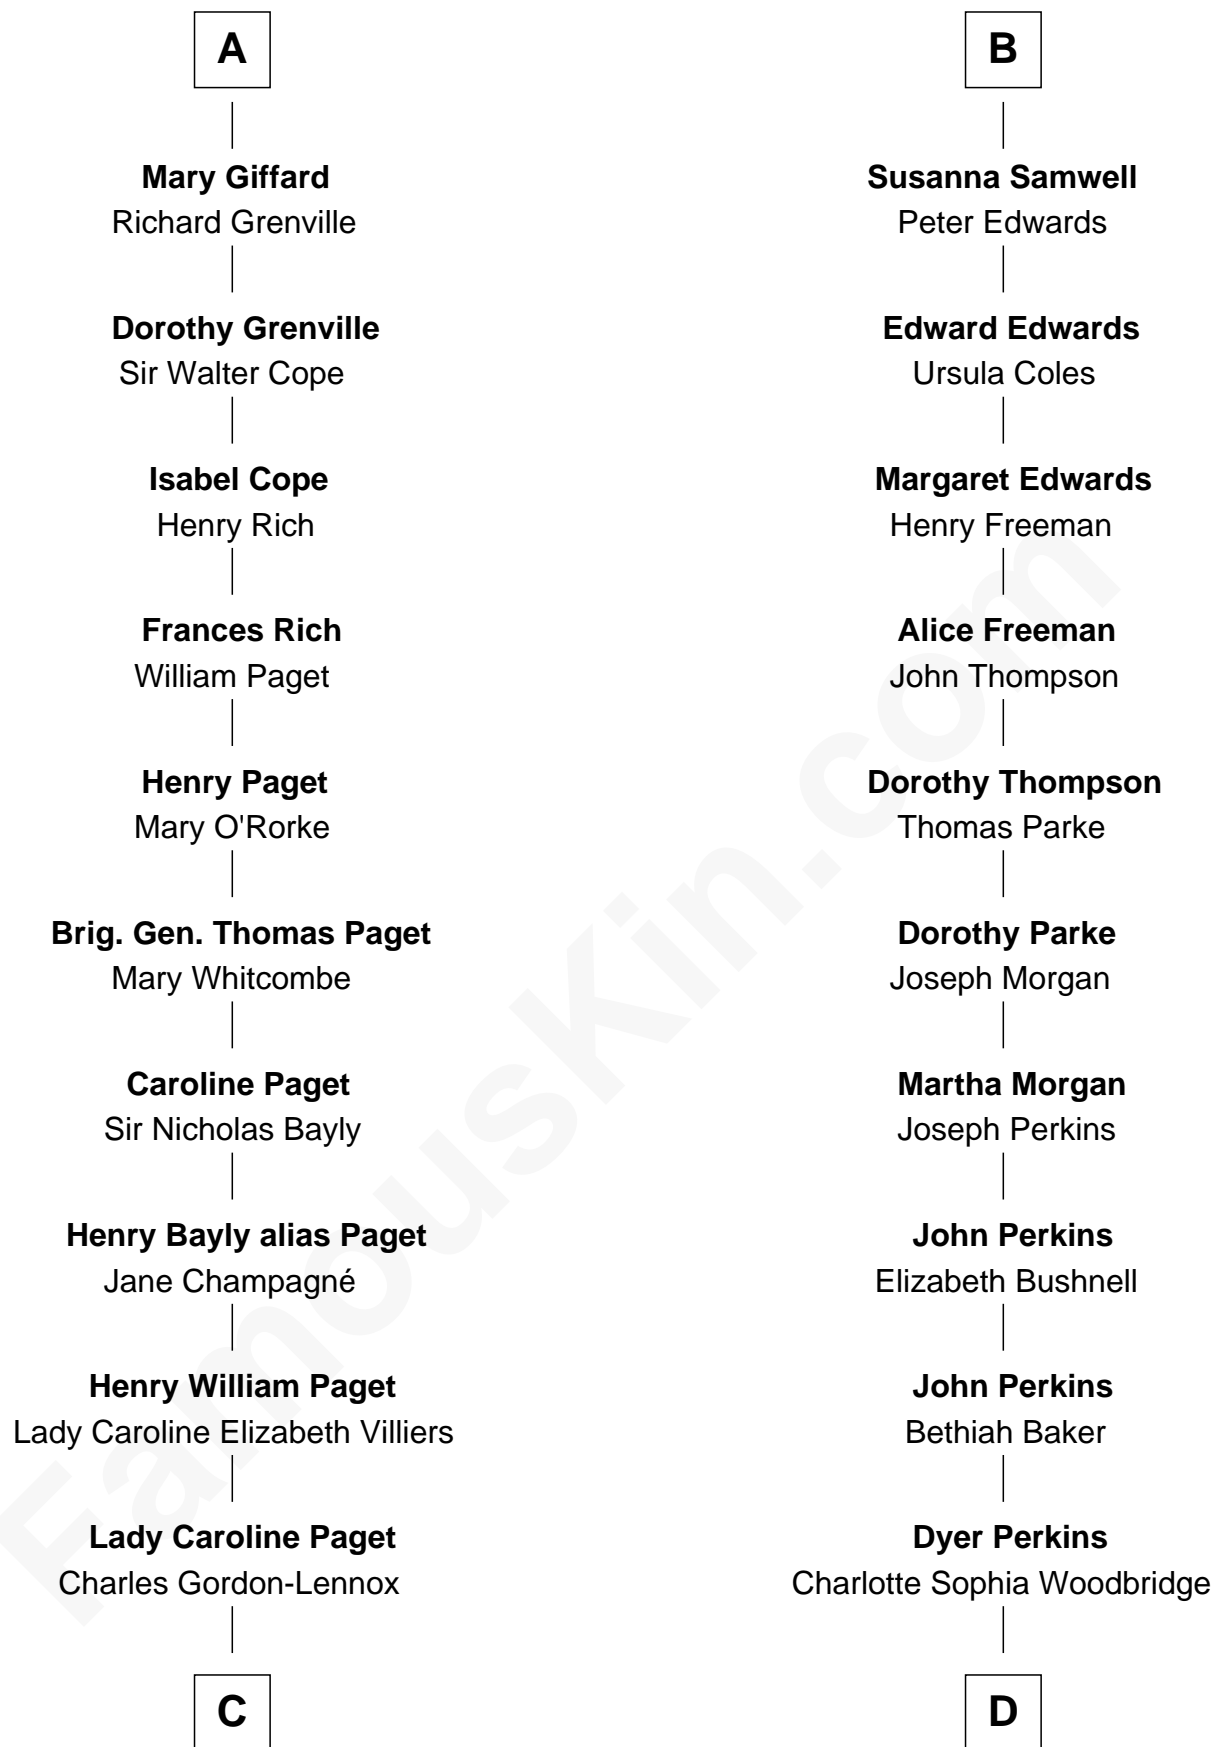 A
Mary Giffard
Richard Grenville
Dorothy Grenville
Sir Walter Cope
Isabel Cope
Henry Rich
Frances Rich
William Paget
Henry Paget
Mary O'Rorke
Brig. Gen. Thomas Paget
Mary Whitcombe
Caroline Paget
Sir Nicholas Bayly
Henry Bayly alias Paget
Jane Champagné
Henry William Paget
Lady Caroline Elizabeth Villiers
Lady Caroline Paget
Charles Gordon-Lennox
C
B
Susanna Samwell
Peter Edwards
Edward Edwards
Ursula Coles
Margaret Edwards
Henry Freeman
Alice Freeman
John Thompson
Dorothy Thompson
Thomas Parke
Dorothy Parke
Joseph Morgan
Martha Morgan
Joseph Perkins
John Perkins
Elizabeth Bushnell
John Perkins
Bethiah Baker
Dyer Perkins
Charlotte Sophia Woodbridge
D
FamousKin.com